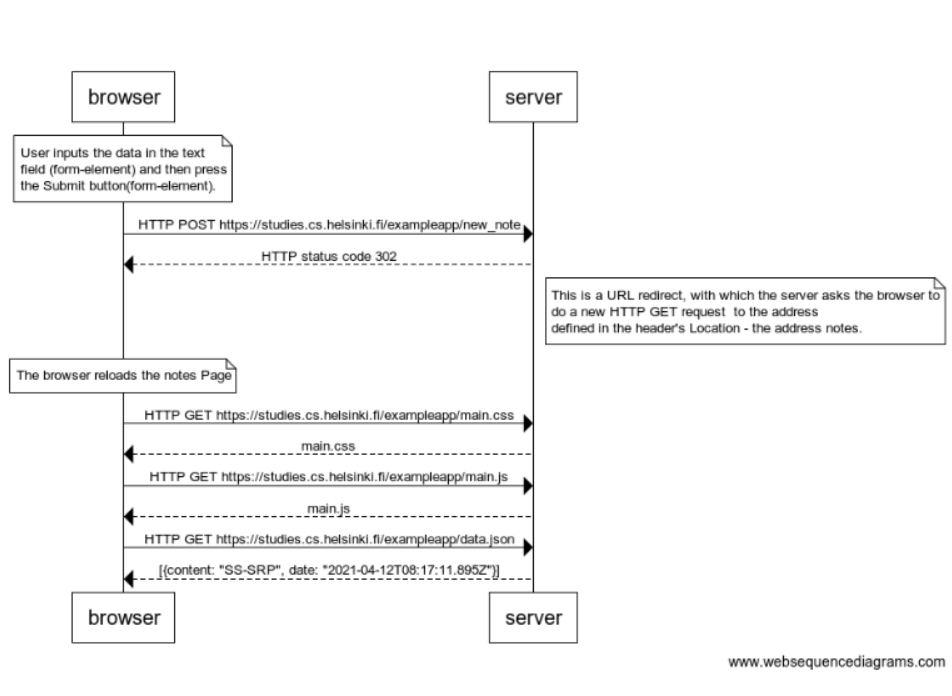 browser
server
User inputs the data in the text
field (form-element) and then press
the Submit button(form-element).
HTTP POST https://studies.cs.helsinki.fi/exampleapp/new_note
HTTP status code 302
This is a URL redirect, with which the server asks the browser to
do a new HTTP GET request  to the address
defined in the header's Location - the address notes.
The browser reloads the notes Page
HTTP GET https://studies.cs.helsinki.fi/exampleapp/main.css
main.css
HTTP GET https://studies.cs.helsinki.fi/exampleapp/main.js
main.js
HTTP GET https://studies.cs.helsinki.fi/exampleapp/data.json
[{content: "SS-SRP", date: "2021-04-12T08:17:11.895Z"}]
browser
server
www.websequencediagrams.com